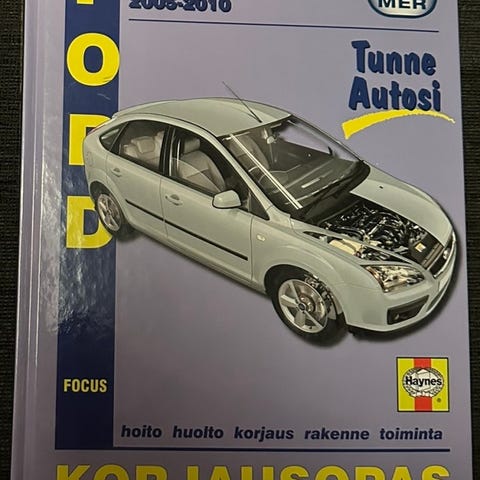 2005-2010
MER
Tunne
Autosi
FORD
FOCUS
Haynes
hoito huolto korjaus rakenne toiminta
KORJAUSOPAS